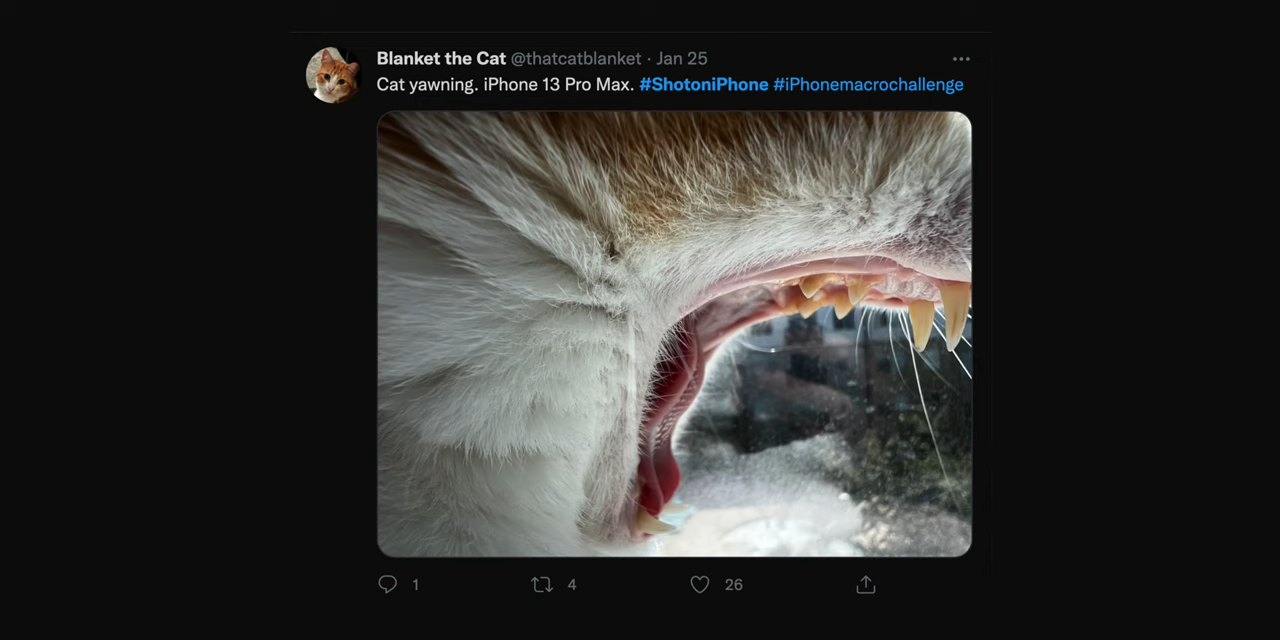 Blanket the Cat @thatcatblanket · Jan 25
Cat yawning. iPhone 13 Pro Max. #ShotoniPhone #iPhonemacrochallenge
1 4 26